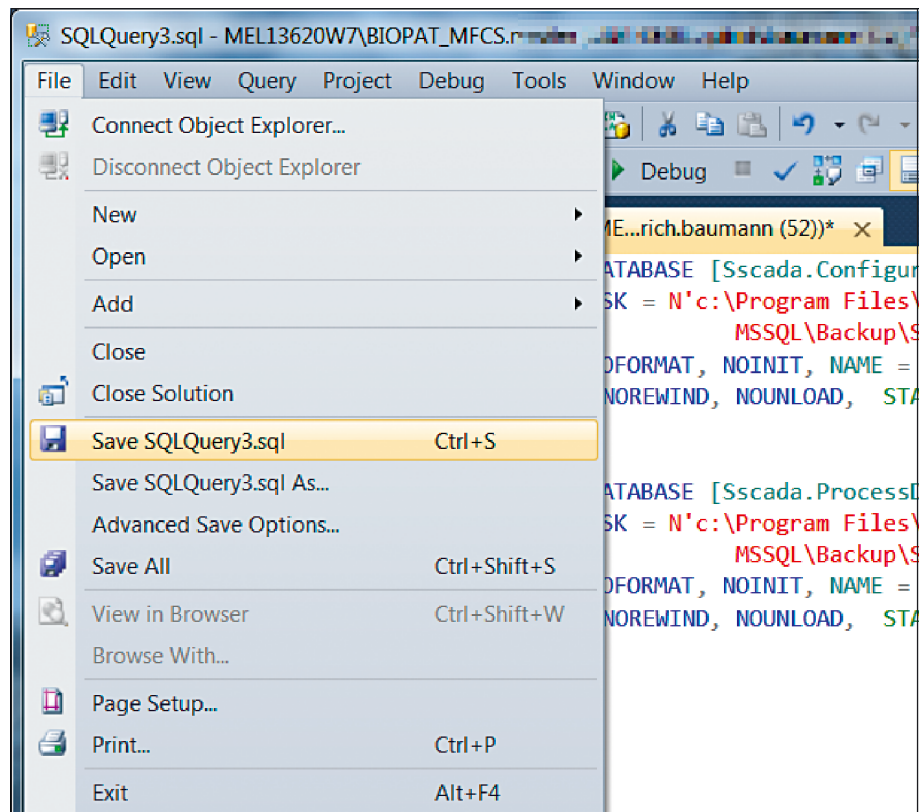 SQLQuery3.sql - MEL13620W7\BIOPAT_MFCS.
File Edit View Query Project Debug Tools Window Help
Connect Object Explorer...
Disconnect Object Explorer
Debug
New
ME...rich.baumann (52))*
Open
ATABASE [Sscada.Configur
Add
SK = N'c:\Program Files\
MSSQL\Backup\S
Close
OFORMAT, NOINIT, NAME =
Close Solution
NOREWIND, NOUNLOAD, STA
Save SQLQuery3.sql Ctrl+S
Save SQLQuery3.sql As...
ATABASE [Sscada.ProcessD
Advanced Save Options...
SK = N'c:\Program Files\
MSSQL\Backup\S
Save All Ctrl+Shift+S
OFORMAT, NOINIT, NAME =
View in Browser Ctrl+Shift+W
NOREWIND, NOUNLOAD, STA
Browse With...
Page Setup...
Print... Ctrl+P
Exit Alt+F4